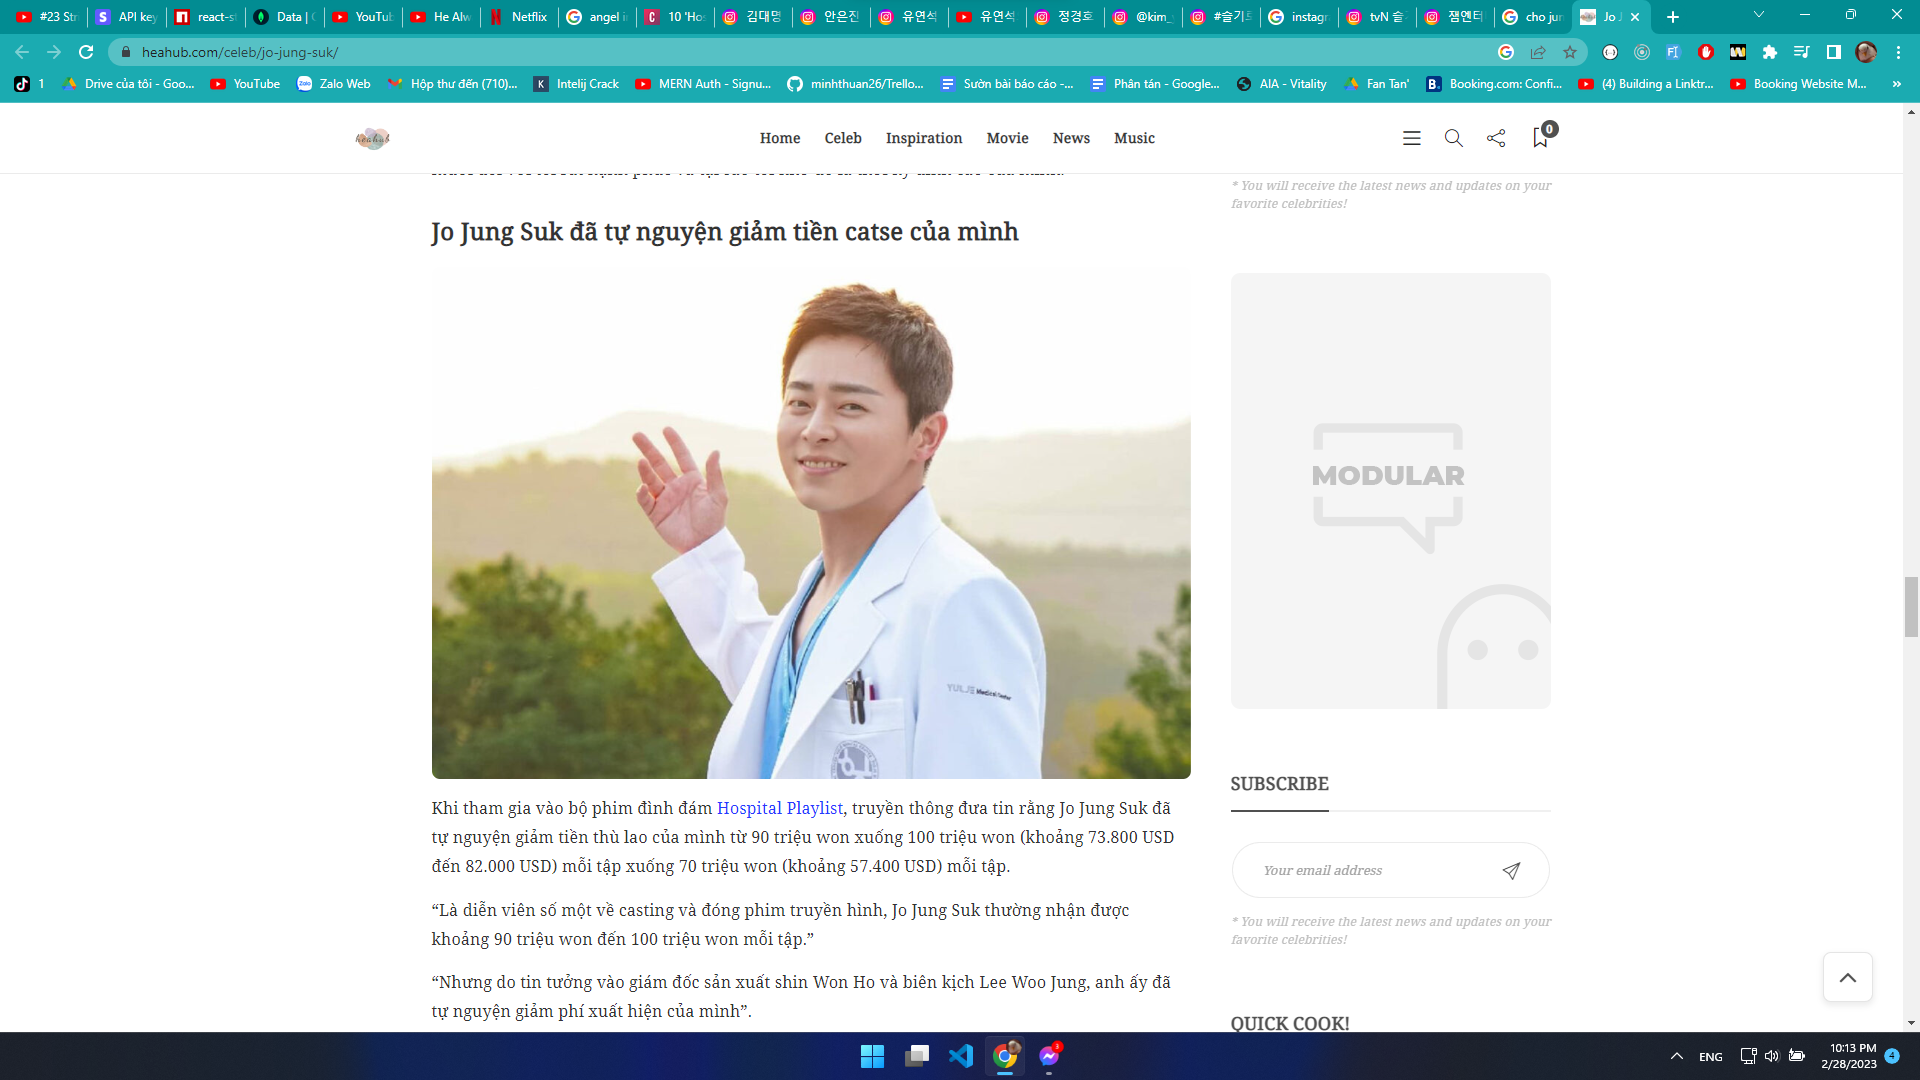 #23 Str
API key
react-st
Data | C
YouTub
He Alw
Netflix
angel in
10 'Hos
김대명
안은진
유연석
유연석
정경호
@kim_
#슬기로
instagr
tvN 슬
잼엔터
cho jun
Jo J
heahub.com/celeb/jo-jung-suk/
1
Drive của tôi - Goo...
YouTube
Zalo Web
Hộp thư đến (710)...
Intelij Crack
MERN Auth - Signu...
minhthuan26/Trello...
Sườn bài báo cáo -...
Phân tán - Google...
AIA - Vitality
Fan Tan'
Booking.com: Confi...
(4) Building a Linktr...
Booking Website M...
»
heahub
Home
Celeb
Inspiration
Movie
News
Music
0
* You will receive the latest news and updates on your
favorite celebrities!
Jo Jung Suk đã tự nguyện giảm tiền catse của mình
YULJE Medical Center
MODULAR
Khi tham gia vào bộ phim đình đám Hospital Playlist, truyền thông đưa tin rằng Jo Jung Suk đã
tự nguyện giảm tiền thù lao của mình từ 90 triệu won xuống 100 triệu won (khoảng 73.800 USD
đến 82.000 USD) mỗi tập xuống 70 triệu won (khoảng 57.400 USD) mỗi tập.
“Là diễn viên số một về casting và đóng phim truyền hình, Jo Jung Suk thường nhận được
khoảng 90 triệu won đến 100 triệu won mỗi tập.”
“Nhưng do tin tưởng vào giám đốc sản xuất shin Won Ho và biên kịch Lee Woo Jung, anh ấy đã
tự nguyện giảm phí xuất hiện của mình”.
SUBSCRIBE
Your email address
* You will receive the latest news and updates on your
favorite celebrities!
QUICK COOK!
3
ENG
10:13 PM
2/28/2023
4